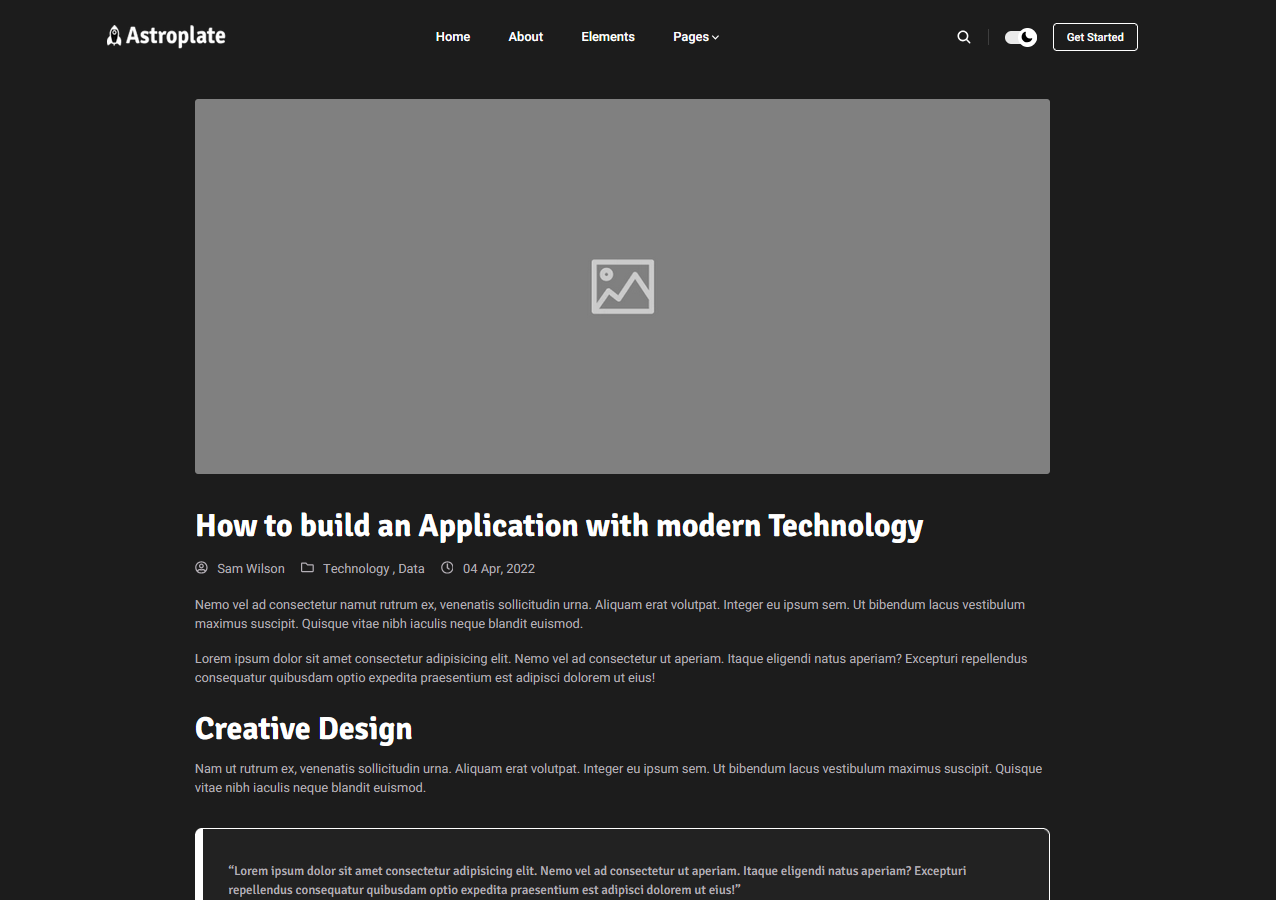 Astroplate
Home About Elements Pages
Get Started
How to build an Application with modern Technology
Sam Wilson Technology , Data 04 Apr, 2022
Nemo vel ad consectetur namut rutrum ex, venenatis sollicitudin urna. Aliquam erat volutpat. Integer eu ipsum sem. Ut bibendum lacus vestibulum
maximus suscipit. Quisque vitae nibh iaculis neque blandit euismod.
Lorem ipsum dolor sit amet consectetur adipisicing elit. Nemo vel ad consectetur ut aperiam. Itaque eligendi natus aperiam? Excepturi repellendus
consequatur quibusdam optio expedita praesentium est adipisci dolorem ut eius!
Creative Design
Nam ut rutrum ex, venenatis sollicitudin urna. Aliquam erat volutpat. Integer eu ipsum sem. Ut bibendum lacus vestibulum maximus suscipit. Quisque
vitae nibh iaculis neque blandit euismod.
“Lorem ipsum dolor sit amet consectetur adipisicing elit. Nemo vel ad consectetur ut aperiam. Itaque eligendi natus aperiam? Excepturi
repellendus consequatur quibusdam optio expedita praesentium est adipisci dolorem ut eius!”